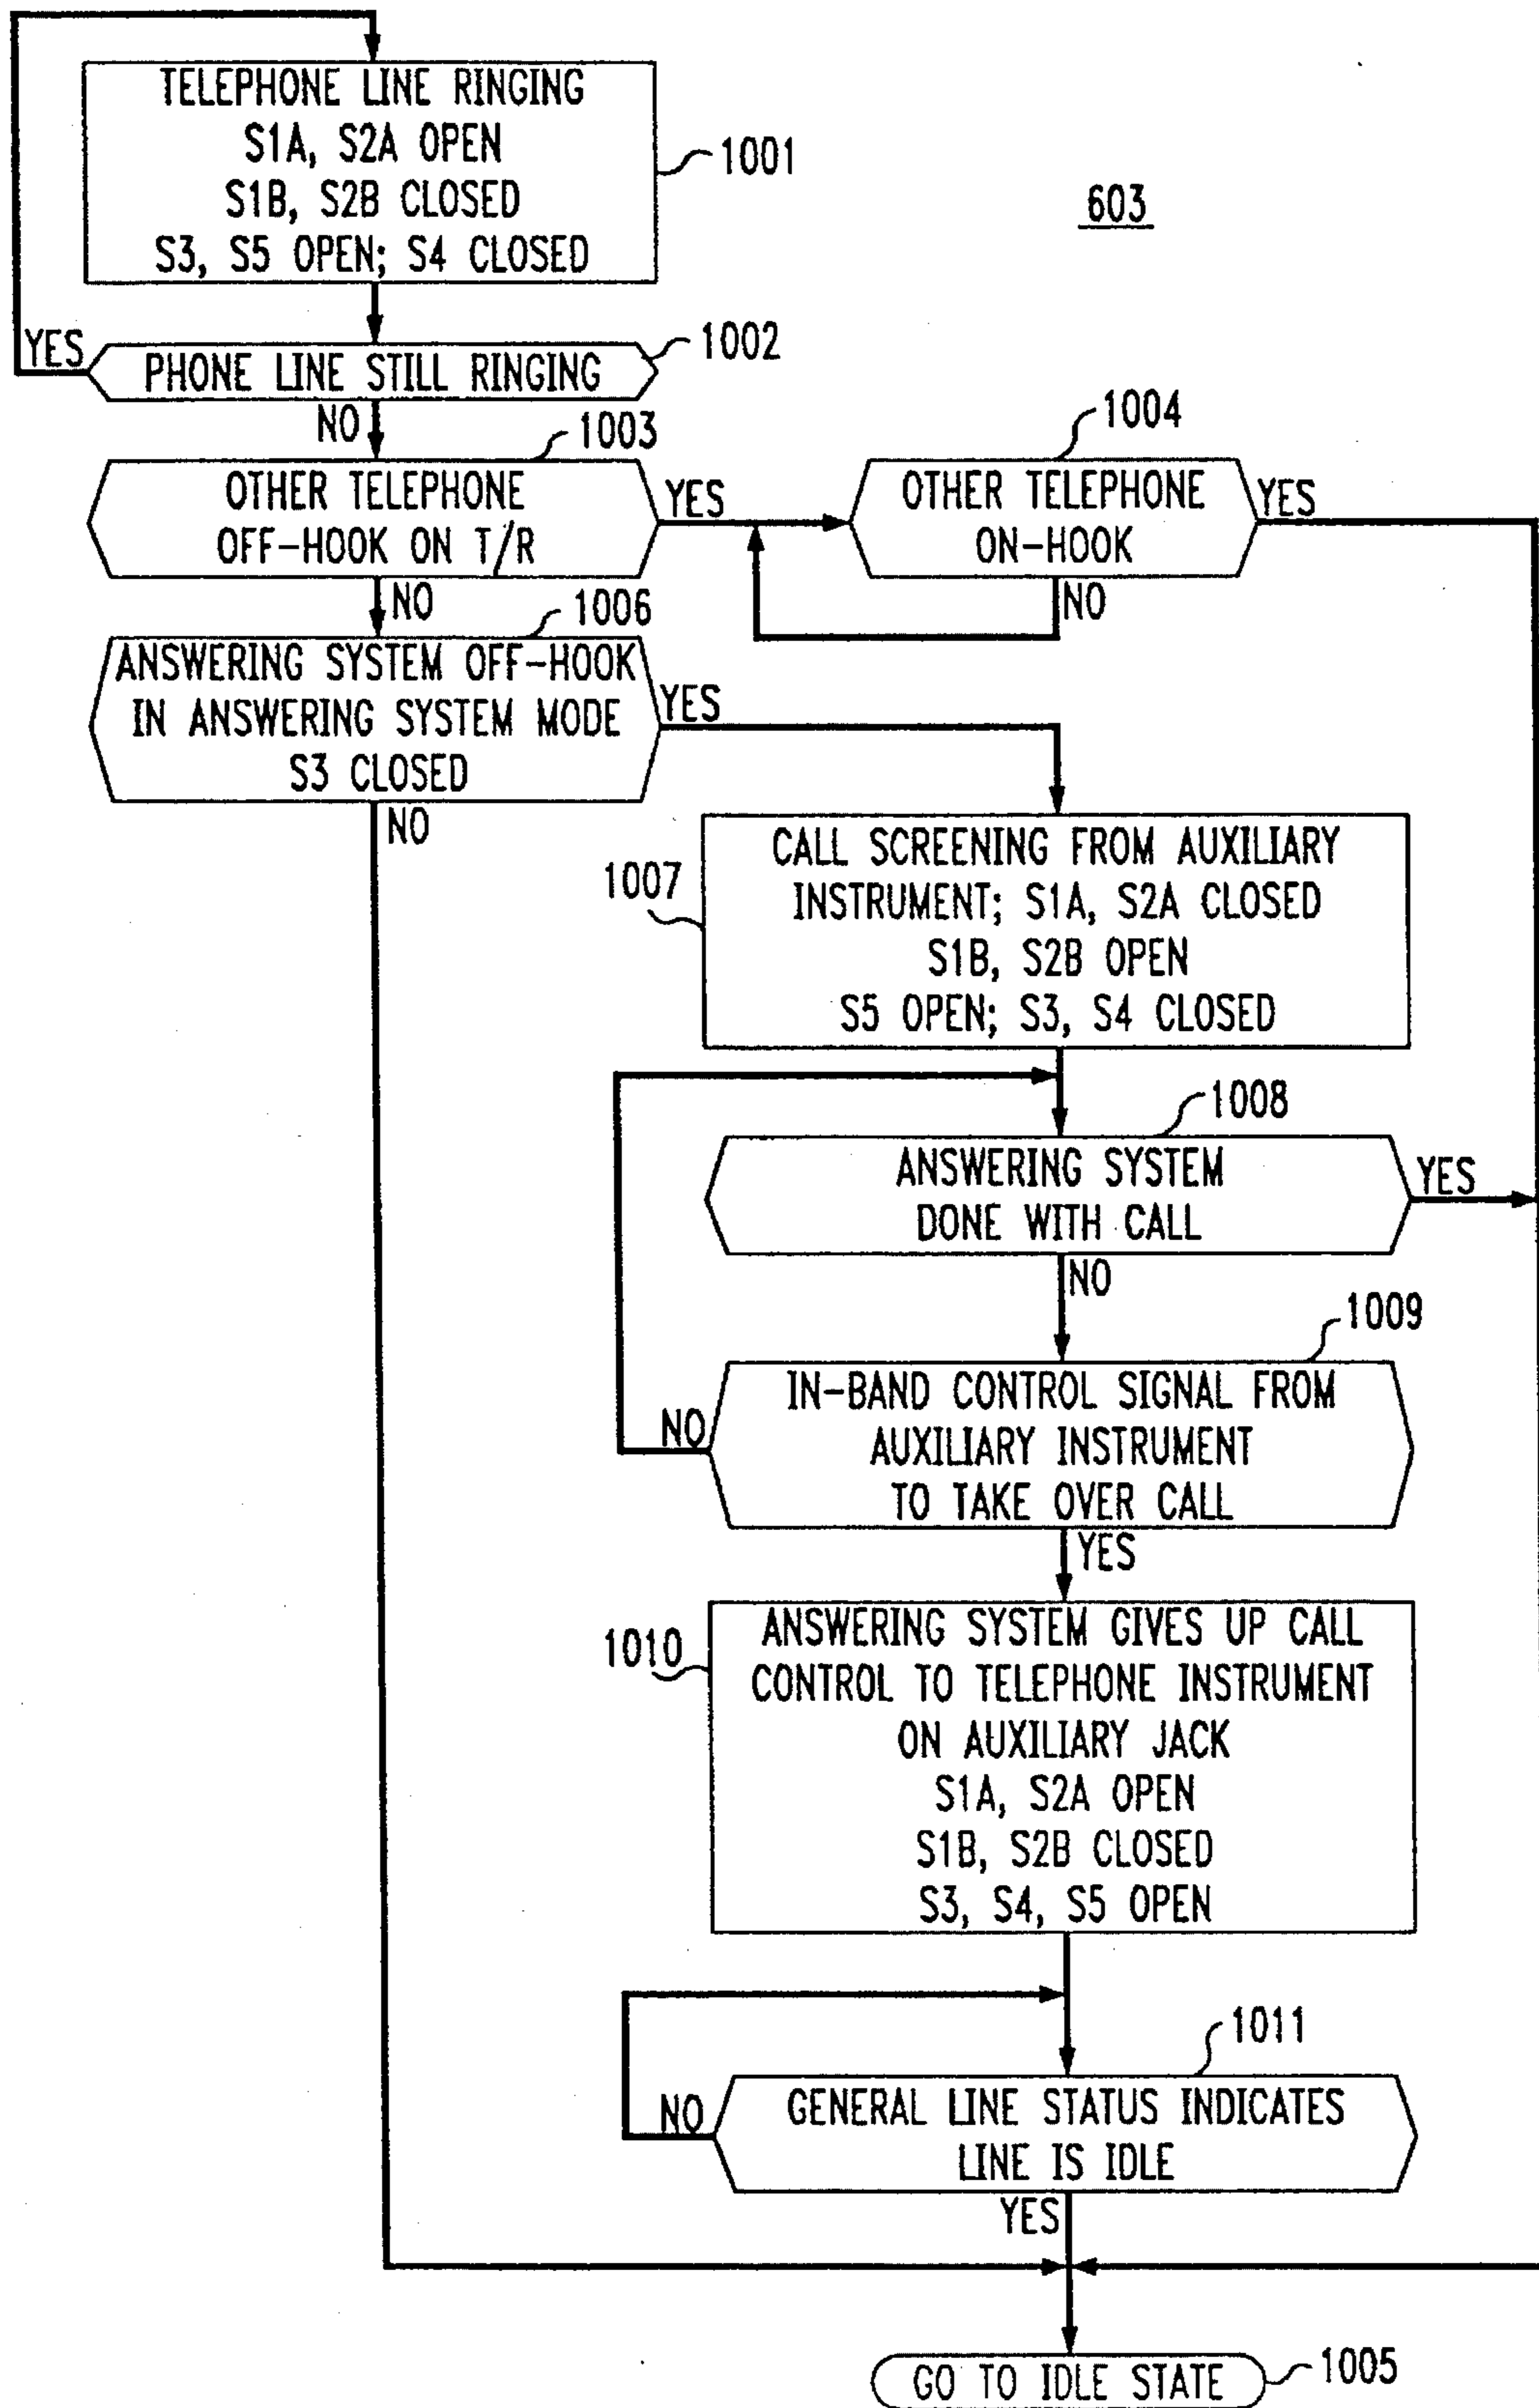 TELEPHONE LINE RINGING
S1A, S2A OPEN
S1B, S2B CLOSED
S3, S5 OPEN; S4 CLOSED
1001
603
YES
PHONE LINE STILL RINGING
1002
NO
1003
OTHER TELEPHONE
OFF-HOOK ON T/R
YES
1004
OTHER TELEPHONE
ON-HOOK
YES
NO
NO
1006
ANSWERING SYSTEM OFF-HOOK
IN ANSWERING SYSTEM MODE
S3 CLOSED
YES
NO
1007
CALL SCREENING FROM AUXILIARY
INSTRUMENT; S1A, S2A CLOSED
S1B, S2B OPEN
S5 OPEN; S3, S4 CLOSED
1008
ANSWERING SYSTEM
DONE WITH CALL
YES
NO
1009
IN-BAND CONTROL SIGNAL FROM
AUXILIARY INSTRUMENT
TO TAKE OVER CALL
NO
YES
1010
ANSWERING SYSTEM GIVES UP CALL
CONTROL TO TELEPHONE INSTRUMENT
ON AUXILIARY JACK
S1A, S2A OPEN
S1B, S2B CLOSED
S3, S4, S5 OPEN
1011
GENERAL LINE STATUS INDICATES
LINE IS IDLE
NO
YES
GO TO IDLE STATE
1005